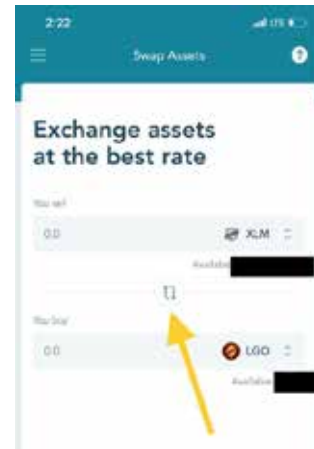 2:22
LTE
Swap Assets
Exchange assets
at the best rate
You sell
0.0 XLM
Available
You buy
0.0 LGO
Available